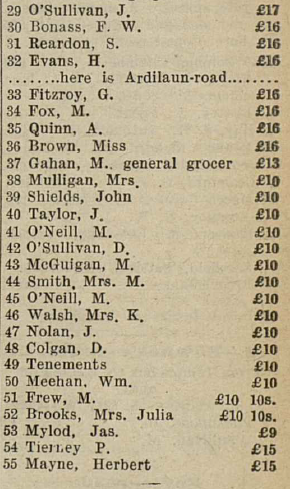 29 O'Sullivan, J. £17
30 Bonass, F. W. £16
31 Reardon, S. £16
32 Evans, H. £16
........here is Ardilaun-road........
33 Fitzroy, G. £16
34 Fox, M. £16
35 Quinn, A. £16
36 Brown, Miss £16
37 Gahan, M.. general grocer £13
38 Mulligan, Mrs. £10
39 Shields, John £10
40 Taylor, J. £10
41 O'Neill, M. £10
42 O'Sullivan, D. £10
43 McGuigan, M. £10
44 Smith, Mrs. M. £10
45 O'Neill, M. £10
46 Walsh, Mrs. K. £10
47 Nolan, J. £10
48 Colgan, D. £10
49 Tenements £10
50 Meehan, Wm. £10
51 Frew, M. £10 10s.
52 Brooks, Mrs. Julia £10 10s.
53 Mylod, Jas. £9
54 Tierney P. £15
55 Mayne, Herbert £15